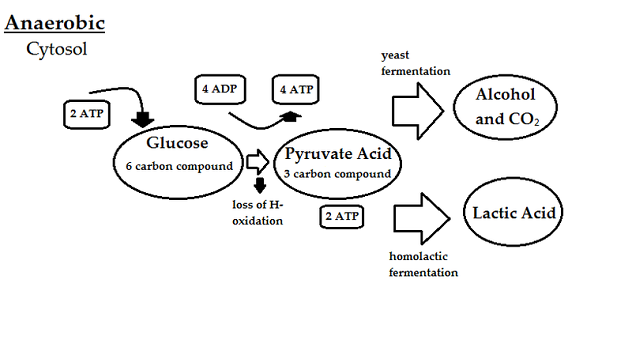 Anaerobic
Cytosol
2 ATP
4 ADP
4 ATP
Glucose
6 carbon compound
loss of H-
oxidation
Pyruvate Acid
3 carbon compound
2 ATP
yeast
fermentation
Alcohol
and CO₂
homolactic
fermentation
Lactic Acid